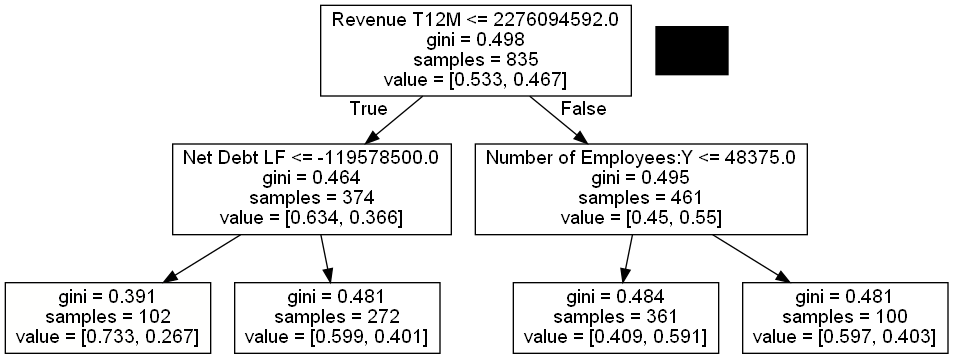 Revenue T12M <= 2276094592.0
gini = 0.498
samples = 835
value = [0.533, 0.467]
True
False
Net Debt LF <= -119578500.0
gini = 0.464
samples = 374
value = [0.634, 0.366]
Number of Employees:Y <= 48375.0
gini = 0.495
samples = 461
value = [0.45, 0.55]
gini = 0.391
samples = 102
value = [0.733, 0.267]
gini = 0.481
samples = 272
value = [0.599, 0.401]
gini = 0.484
samples = 361
value = [0.409, 0.591]
gini = 0.481
samples = 100
value = [0.597, 0.403]